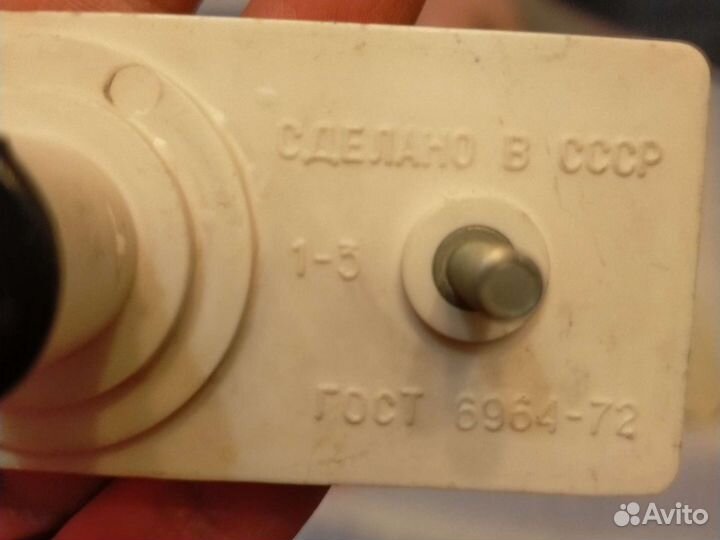 СДЕЛАНО В СССР
1-5
ГОСТ 6964-72
Avito